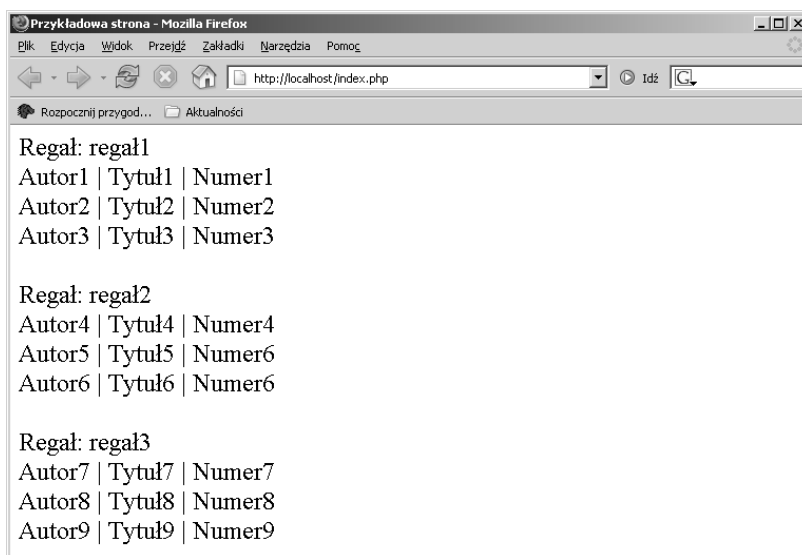 Przykładowa strona - Mozilla Firefox
Plik Edycja Widok Przejdź Zakładki Narzędzia Pomoc
http://localhost/index.php Idź G
Rozpocznij przygod... Aktualności
Regał: regał1
Autor1 | Tytuł1 | Numer1
Autor2 | Tytuł2 | Numer2
Autor3 | Tytuł3 | Numer3
Regał: regał2
Autor4 | Tytuł4 | Numer4
Autor5 | Tytuł5 | Numer6
Autor6 | Tytuł6 | Numer6
Regał: regał3
Autor7 | Tytuł7 | Numer7
Autor8 | Tytuł8 | Numer8
Autor9 | Tytuł9 | Numer9